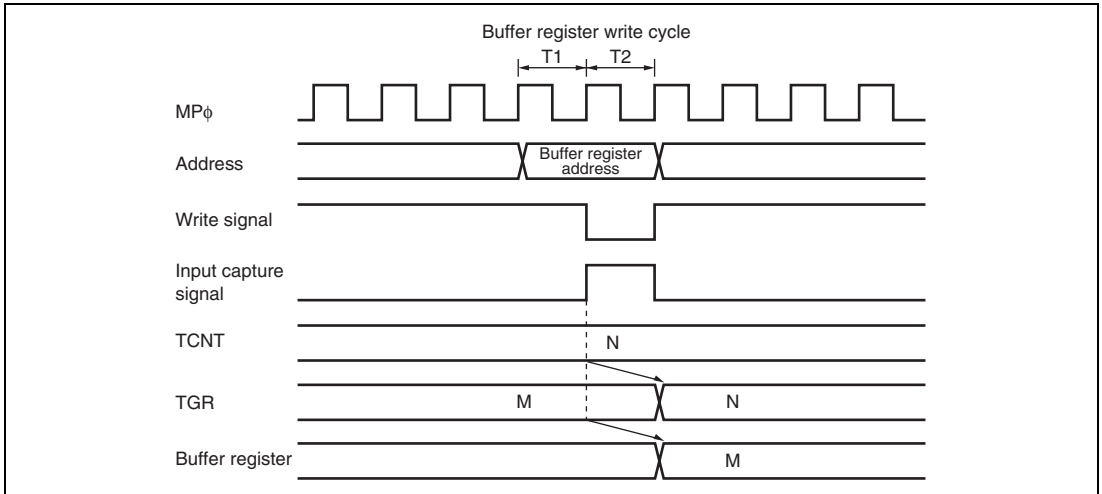 Buffer register write cycle
T1 T2
MPφ
Address
Buffer register
address
Write signal
Input capture
signal
TCNT
N
TGR
M
N
Buffer register
M